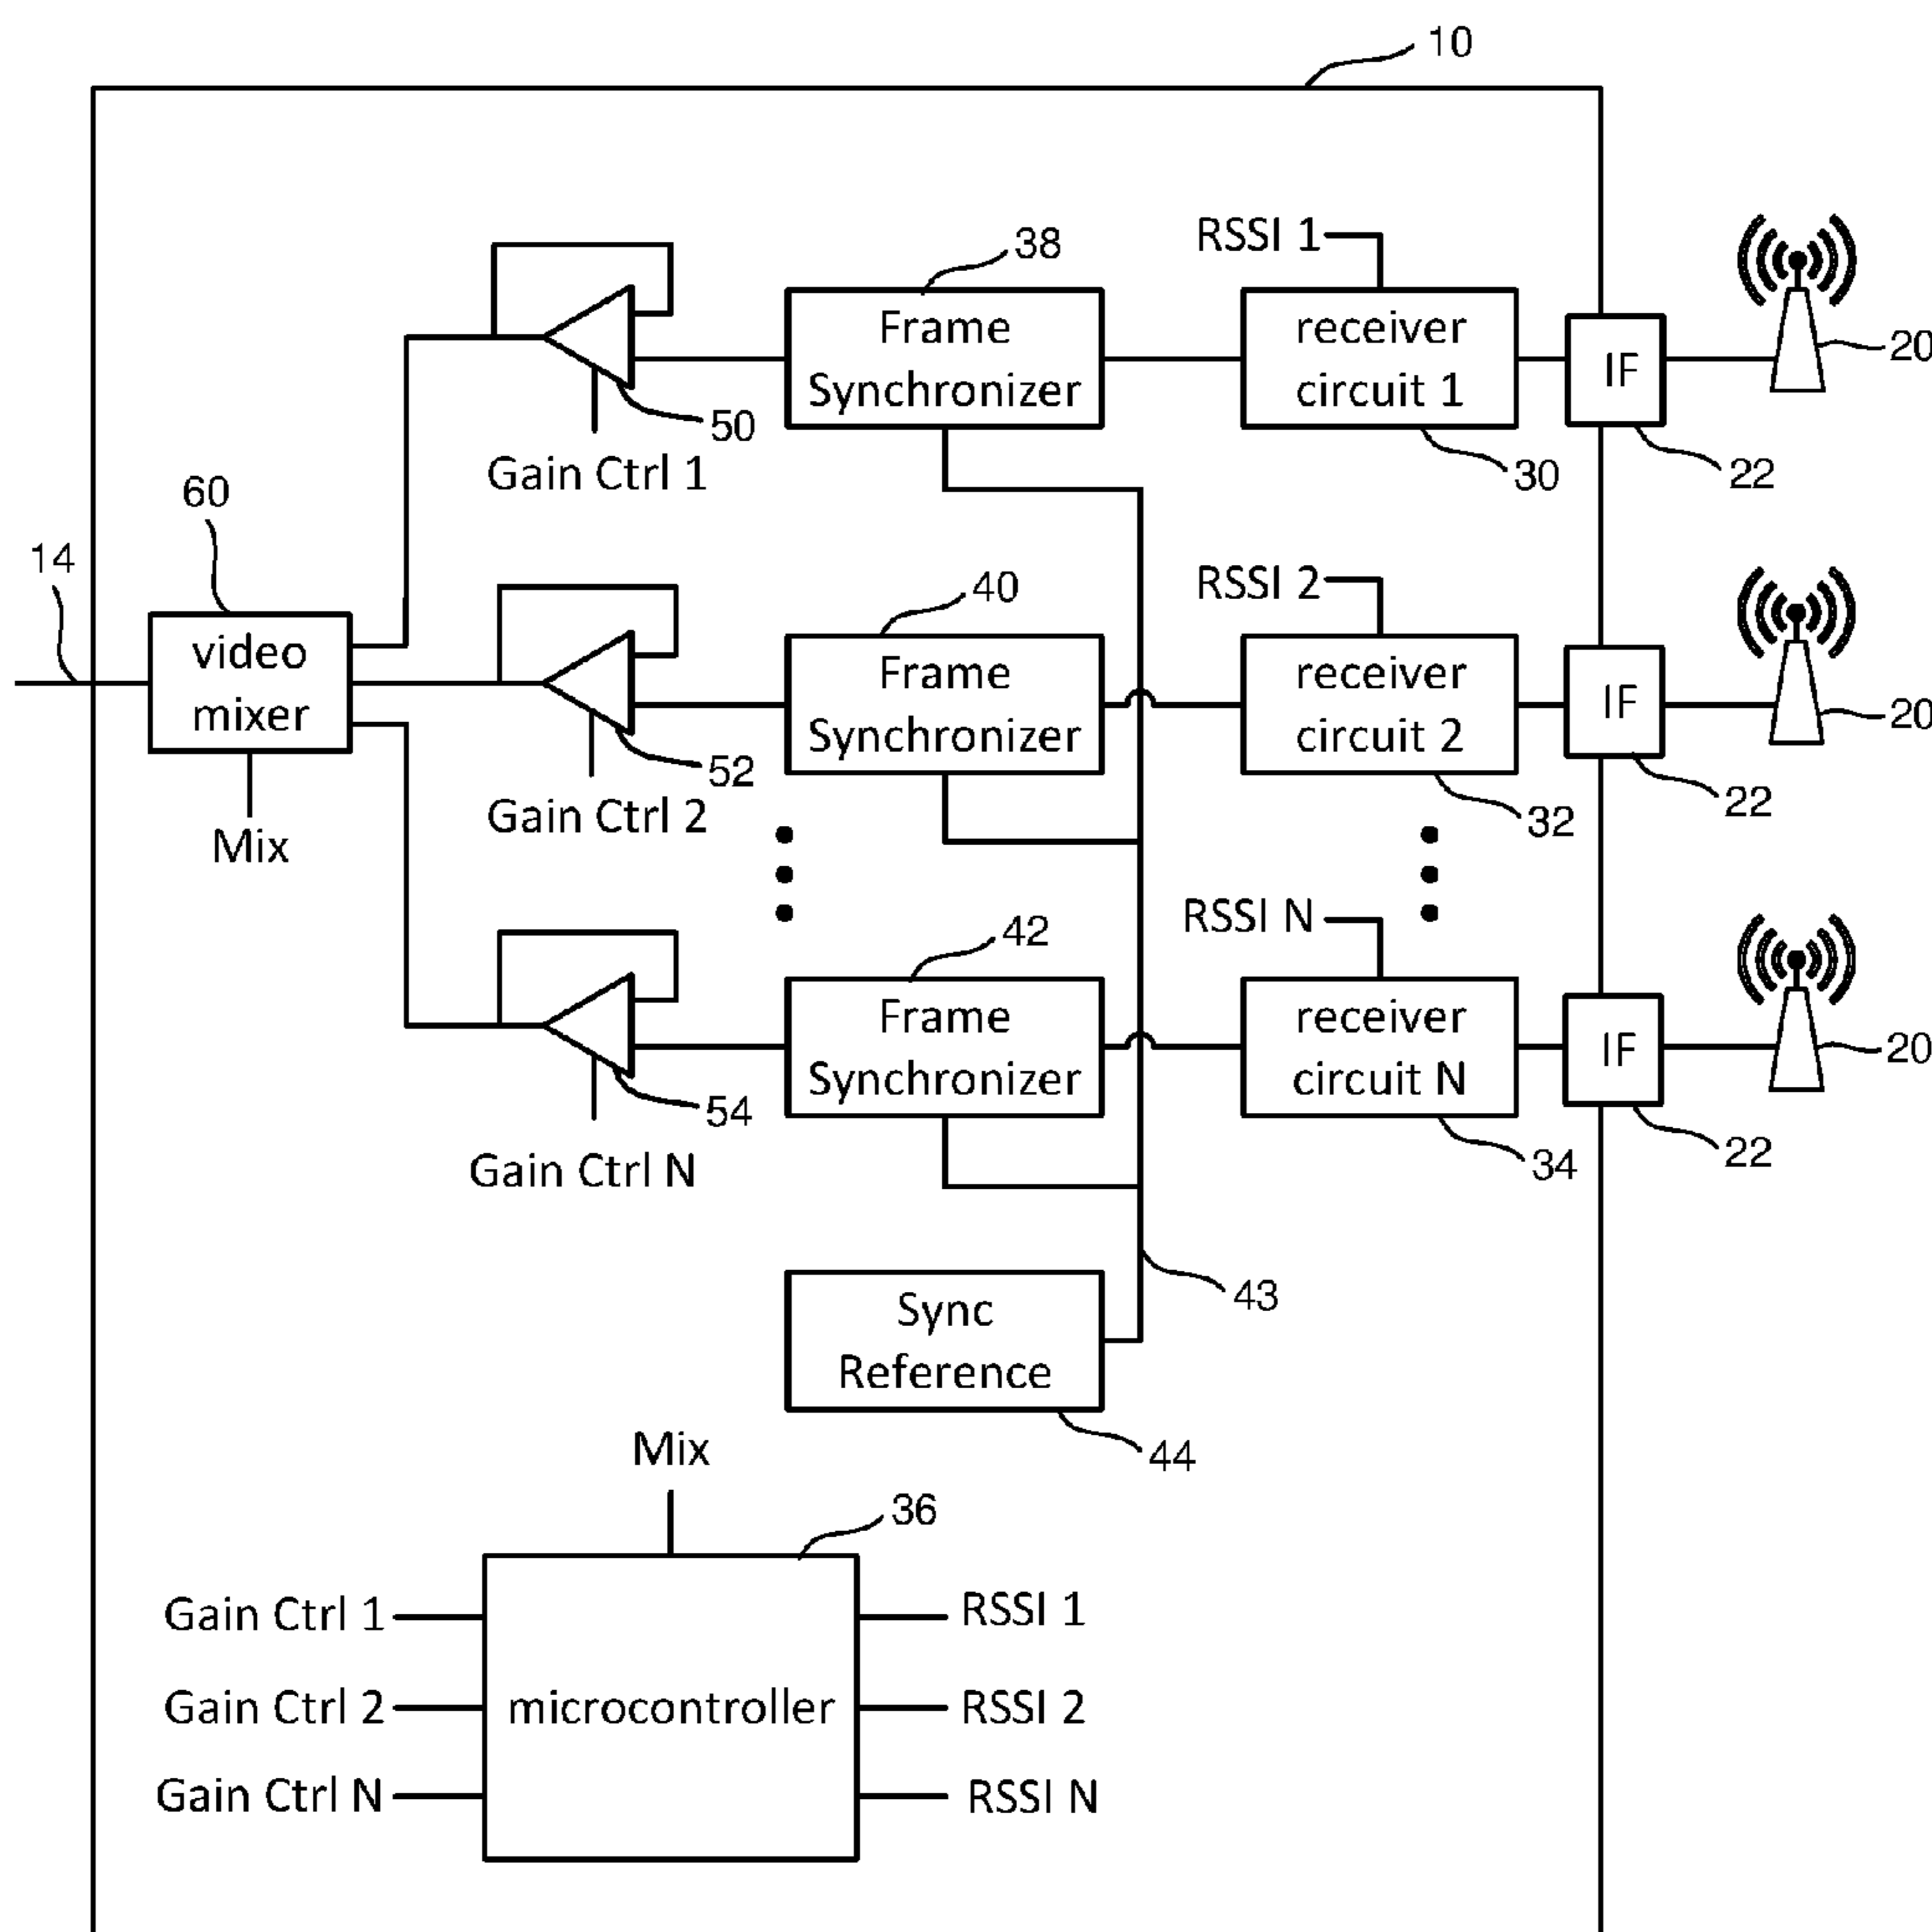 10
RSSI 1
38
Frame
Synchronizer
receiver
circuit 1
IF
20
50
Gain Ctrl 1
30
22
60
14
video
mixer
Mix
RSSI 2
40
Frame
Synchronizer
receiver
circuit 2
IF
20
52
Gain Ctrl 2
32
22
RSSI N
42
Frame
Synchronizer
receiver
circuit N
IF
20
54
Gain Ctrl N
34
22
43
Sync
Reference
44
Mix
36
microcontroller
Gain Ctrl 1
Gain Ctrl 2
Gain Ctrl N
RSSI 1
RSSI 2
RSSI N